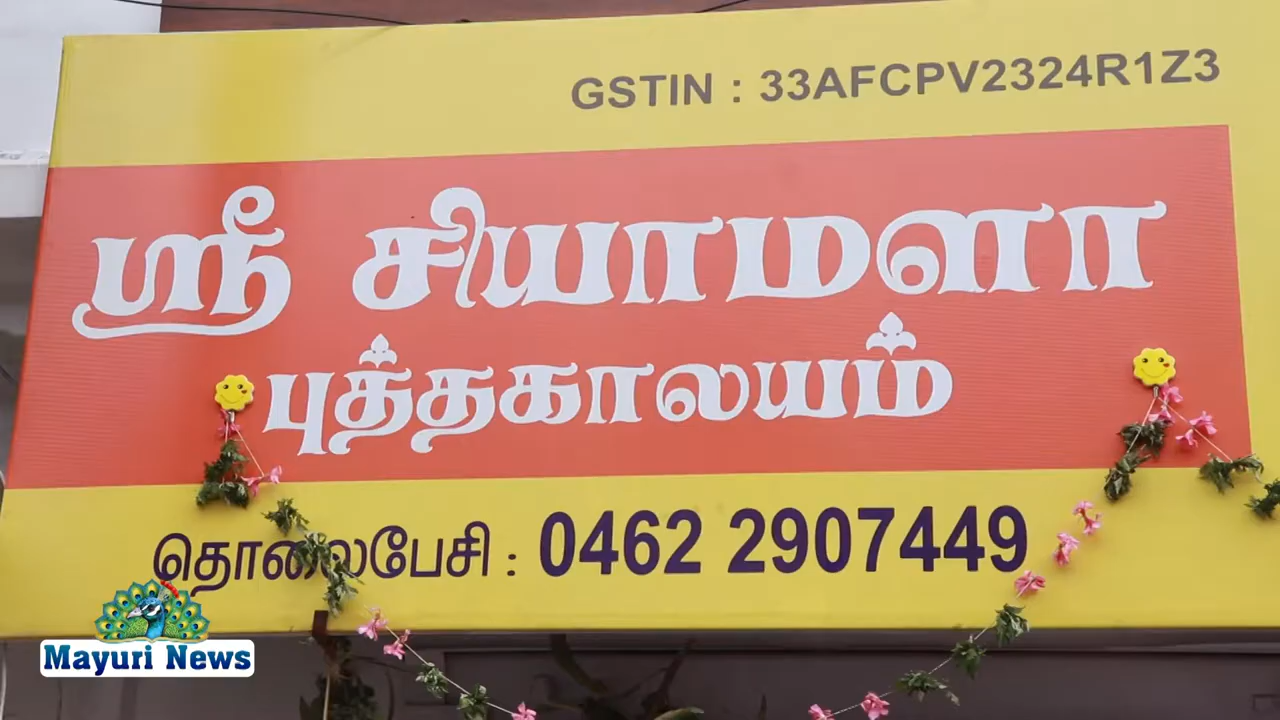 GSTIN : 33AFCPV2324R1Z3
ஸ்ரீ சியாமளா
புத்தகாலயம்
தொலைபேசி : 0462 2907449
Mayuri News